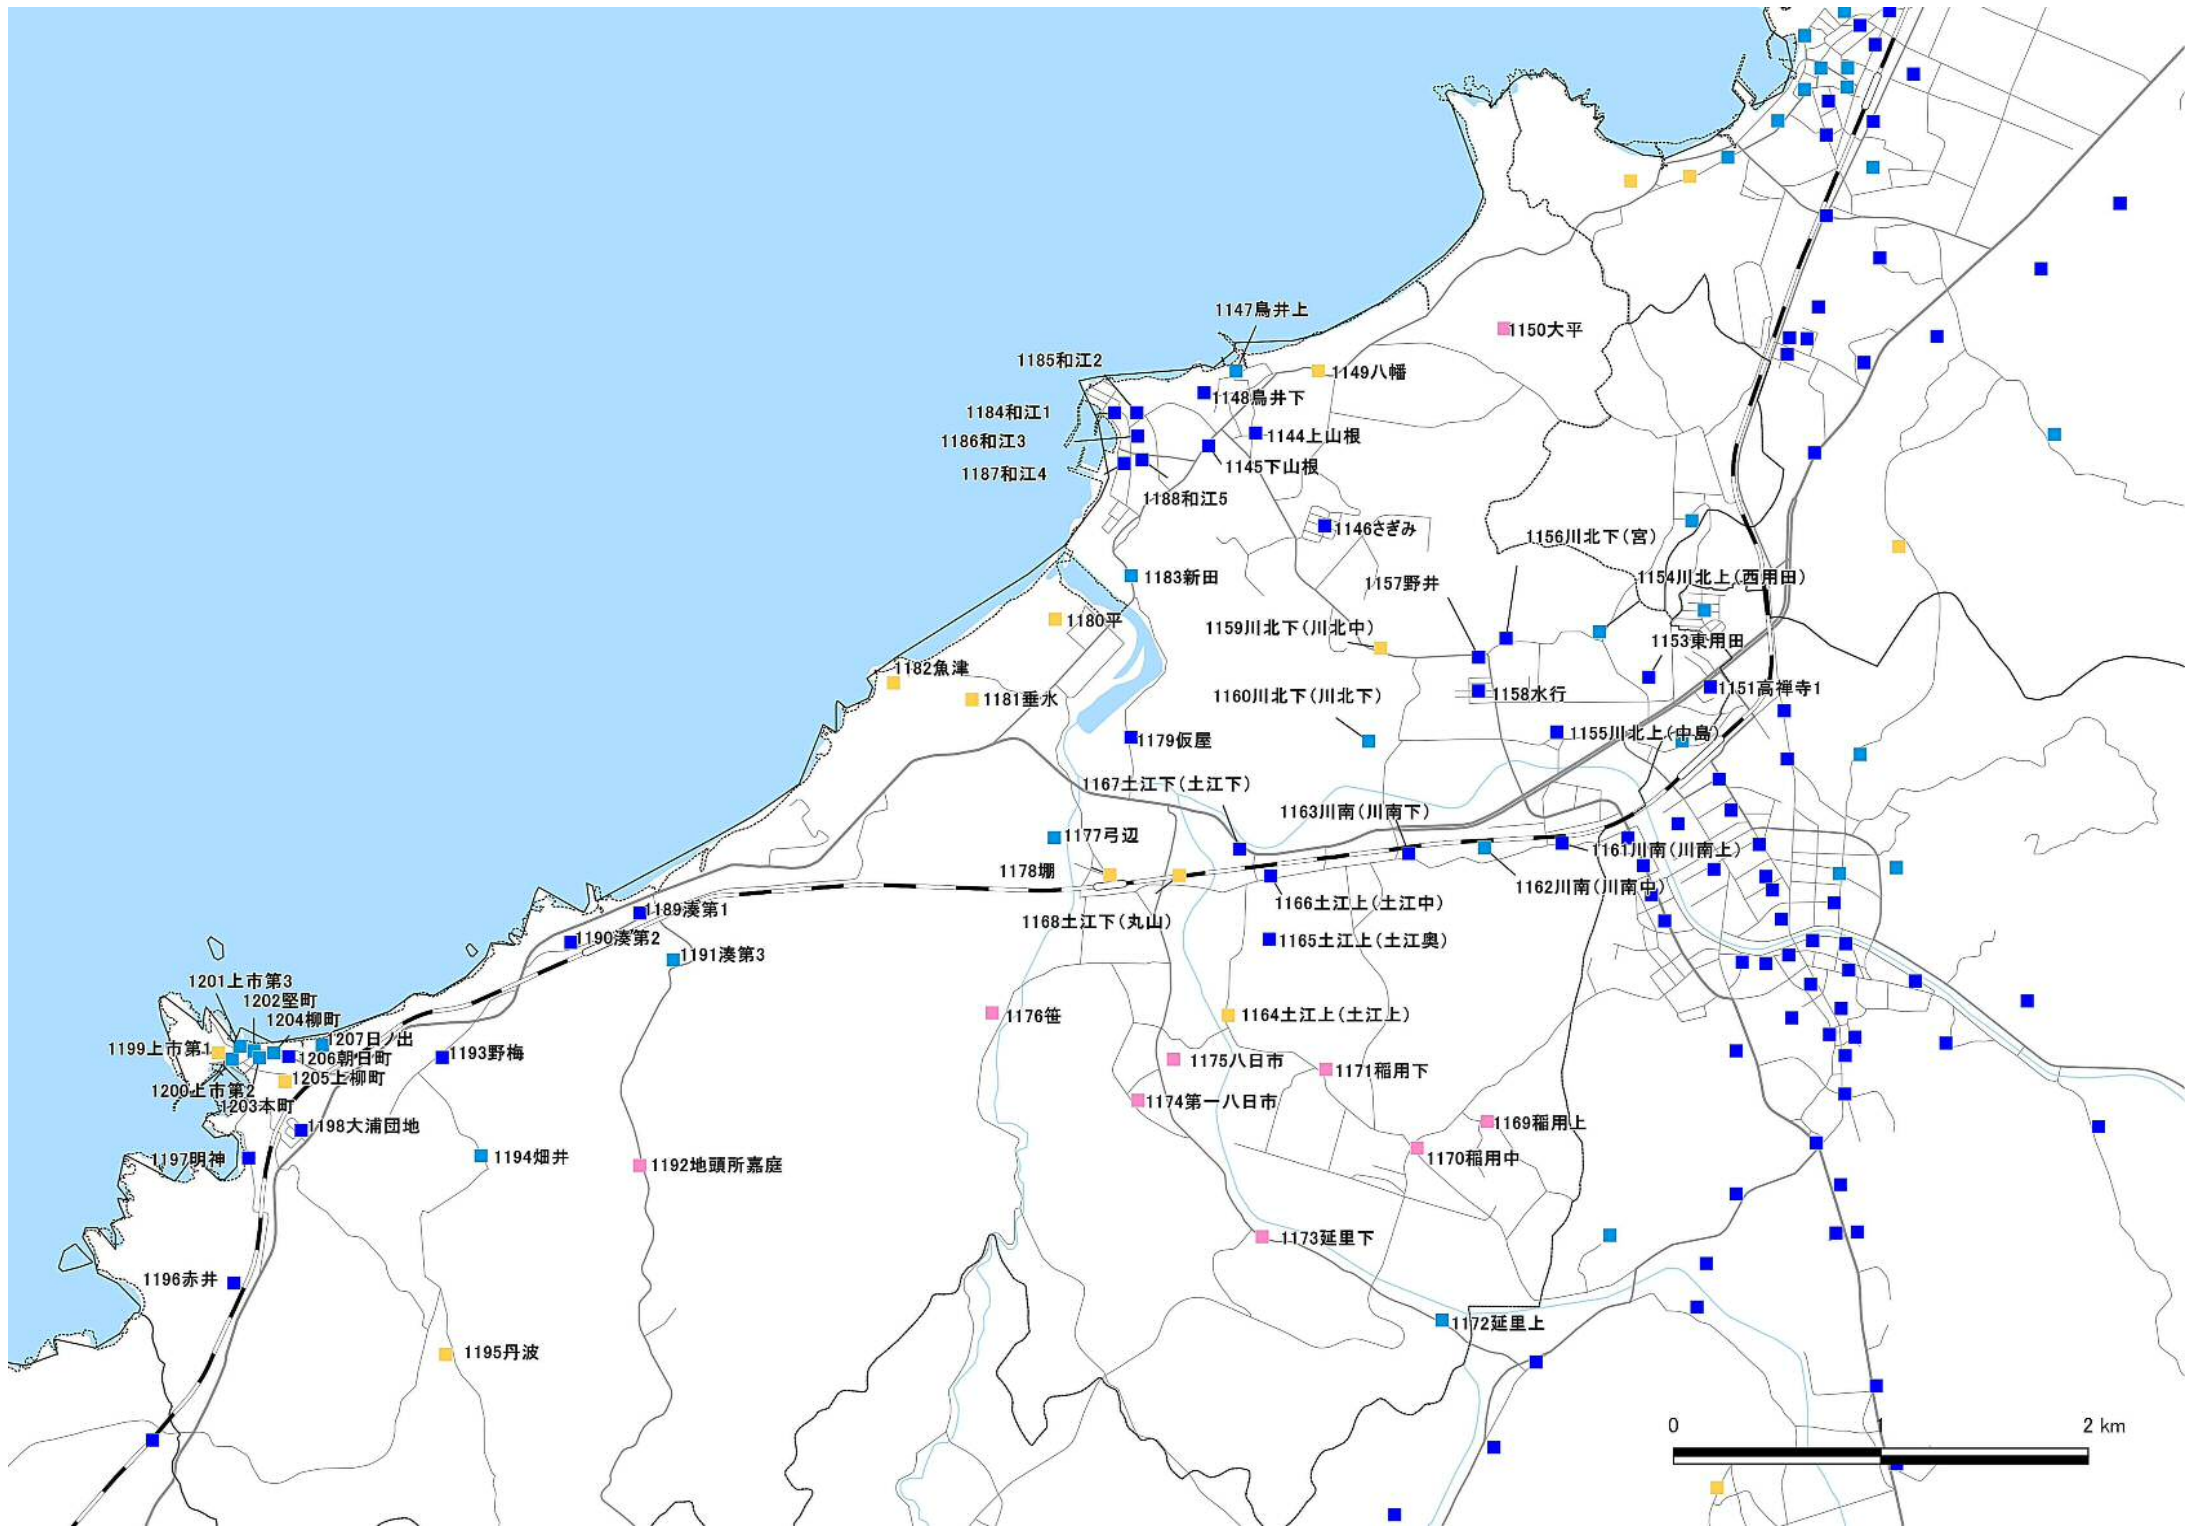 1147鳥井上
1150大平
1185和江2
1149八幡
1148鳥井下
1184和江1
1186和江3
1144上山根
1187和江4
1145下山根
1188和江5
1146さぎみ
1156川北下(宮)
1183新田
1157野井
1154川北上(西用田)
1180平
1159川北下(川北中)
1153東用田
1182魚津
1181垂水
1160川北下(川北下)
1158水行
1151高禅寺1
1179仮屋
1155川北上(中島)
1167土江下(土江下)
1163川南(川南下)
1177弓辺
1161川南(川南上)
1178堋
1162川南(川南中)
1189湊第1
1166土江上(土江中)
1168土江下(丸山)
1190湊第2
1165土江上(土江奥)
1191湊第3
1201上市第3
1202堅町
1204柳町
1176笹
1164土江上(土江上)
1207日ノ出
1199上市第1
1206朝日町
1193野梅
1175八日市
1171稲用下
1205上柳町
1200上市第2
1203本町
1174第一八日市
1198大浦団地
1169稲用上
1197明神
1194畑井
1192地頭所嘉庭
1170稲用中
1173延里下
1196赤井
1172延里上
1195丹波
0 1 2 km